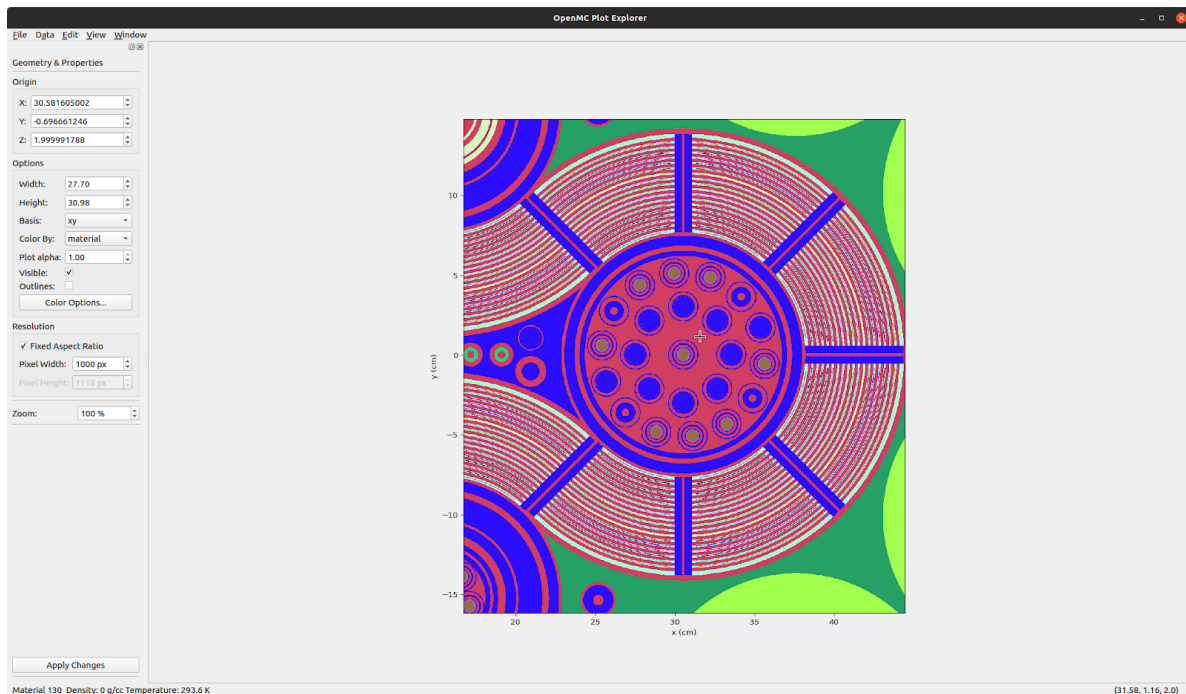 OpenMC Plot Explorer
File Data Edit View Window
Geometry & Properties
Origin
X: 30.581605002
Y: -0.696661246
Z: 1.999991788
Options
Width: 27.70
Height: 30.98
Basis: xy
Color By: material
Plot alpha: 1.00
Visible:
Outlines:
Color Options...
Resolution
Fixed Aspect Ratio
Pixel Width: 1000 px
Pixel Height: 1118 px
Zoom: 100 %
Apply Changes
10
5
0
−5
−10
−15
y (cm)
20 25 30 35 40
x (cm)
Material 130 Density: 0 g/cc Temperature: 293.6 K
(31.58, 1.16, 2.0)